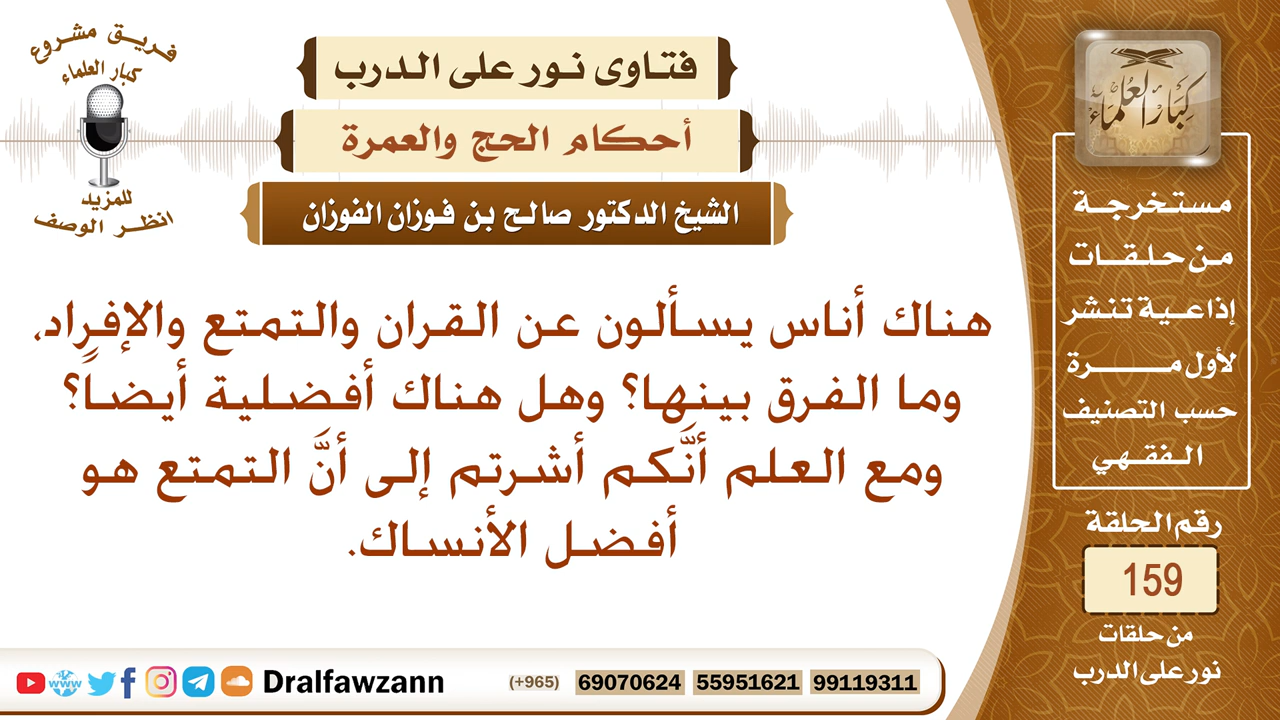 فريق مشروع
كبار العلماء
للمزيد
انظر الوصف
فتاوى نور على الدرب
أحكام الحج والعمرة
الشيخ الدكتور صالح بن فوزان الفوزان
هناك أناس يسألون عن القران والتمتع والإفرادِ،
وما الفرق بينها؟ وهل هناك أفضلية أيضاً؟
ومع العلم أنَّكم أشرتم إلى أنَّ التمتع هو
أفضل الأنساك.
كبار العلماء
مستخرجة
من حلقات
إذاعية تنشر
لأول مرة
حسب التصنيف
الفقهي
رقم الحلقة
159
من حلقات
نور على الدرب
www Dralfawzann (+965) 69070624 55951621 99119311